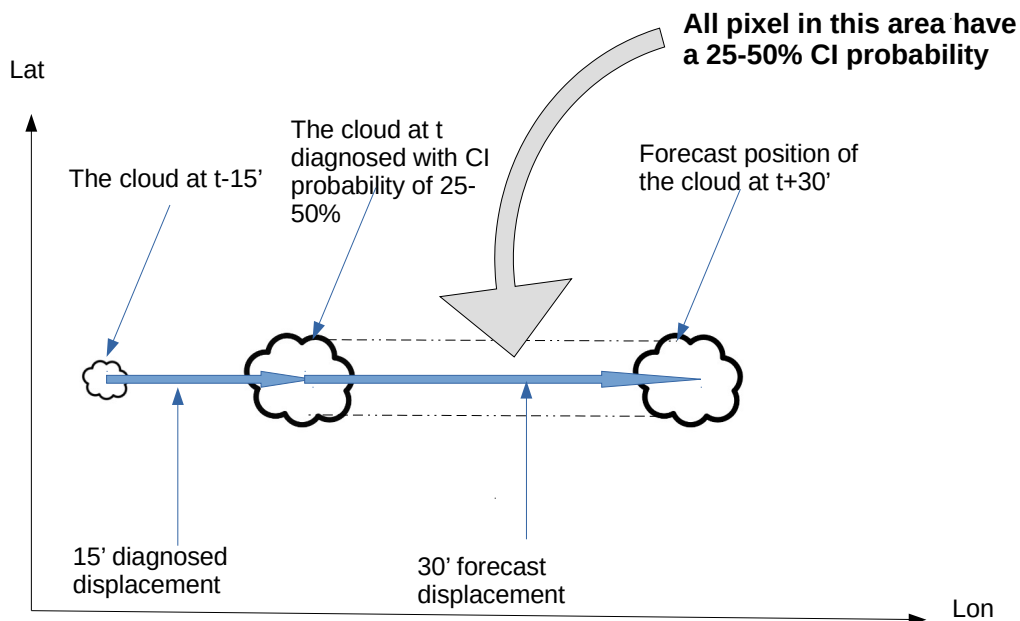 All pixel in this area have
a 25-50% CI probability
Lat
The cloud at t
diagnosed with CI
probability of 25-
50%
Forecast position of
the cloud at t+30’
The cloud at t-15’
15’ diagnosed
displacement
30’ forecast
displacement
Lon